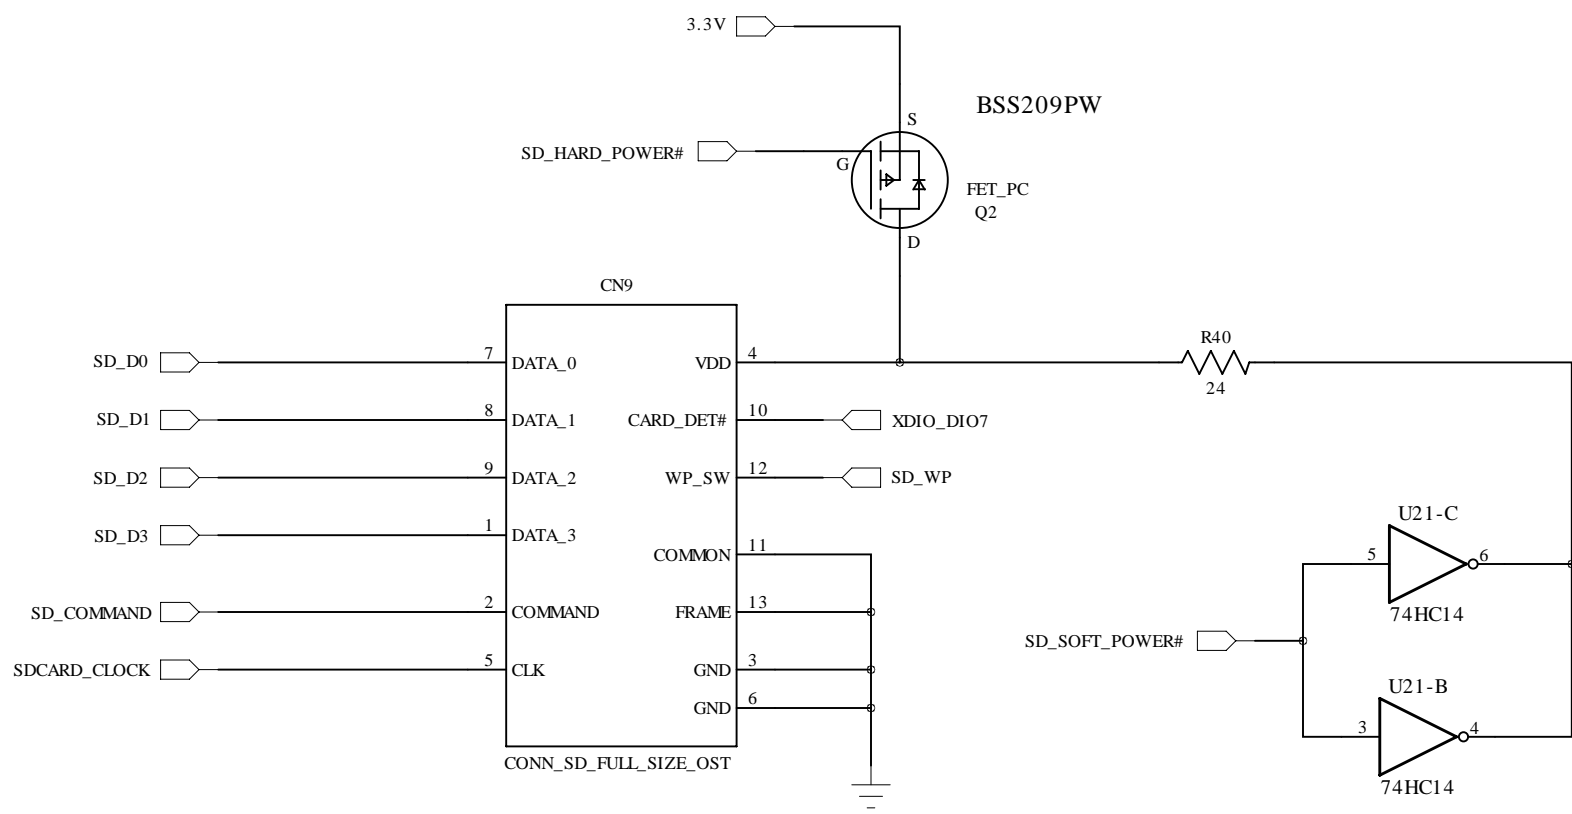 3.3V
BSS209PW
S
SD_HARD_POWER#
G
FET_PC
Q2
D
CN9
R40
24
SD_D0
7
DATA_0
VDD
4
SD_D1
8
DATA_1
CARD_DET#
10
XDIO_DIO7
SD_D2
9
DATA_2
WP_SW
12
SD_WP
SD_D3
1
DATA_3
COMMON
11
U21-C
5
6
74HC14
SD_COMMAND
2
COMMAND
FRAME
13
SD_SOFT_POWER#
SDCARD_CLOCK
5
CLK
GND
3
GND
6
U21-B
3
4
74HC14
CONN_SD_FULL_SIZE_OST